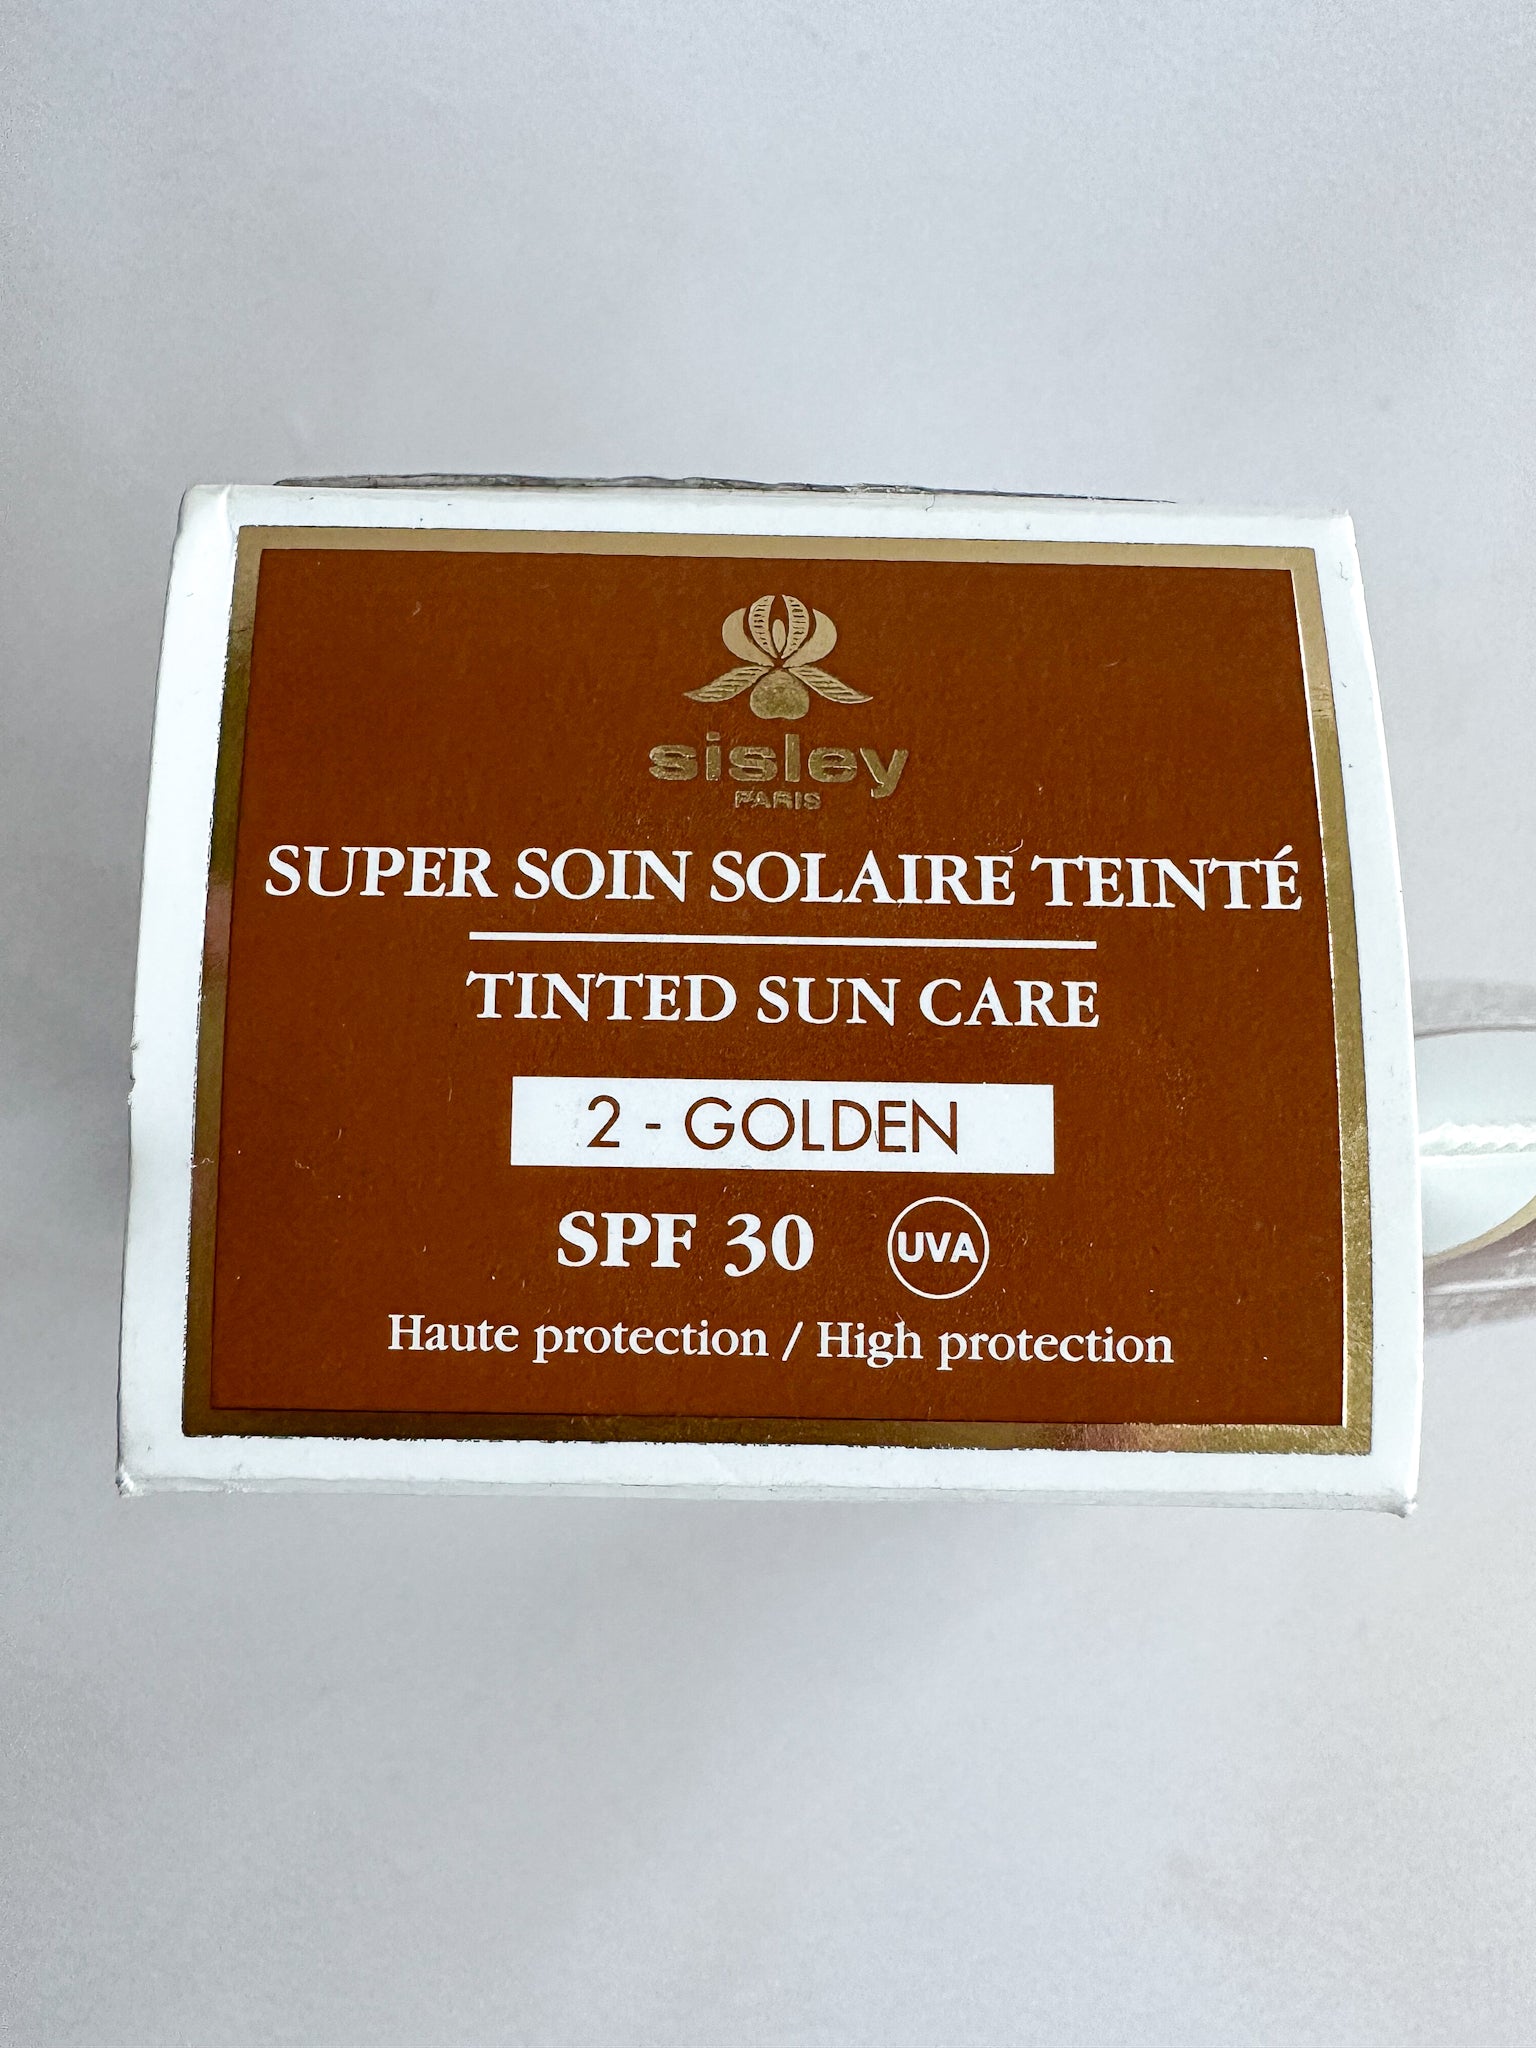 sisley
PARIS
SUPER SOIN SOLAIRE TEINTÉ
TINTED SUN CARE
2 - GOLDEN
SPF 30 UVA
Haute protection / High protection